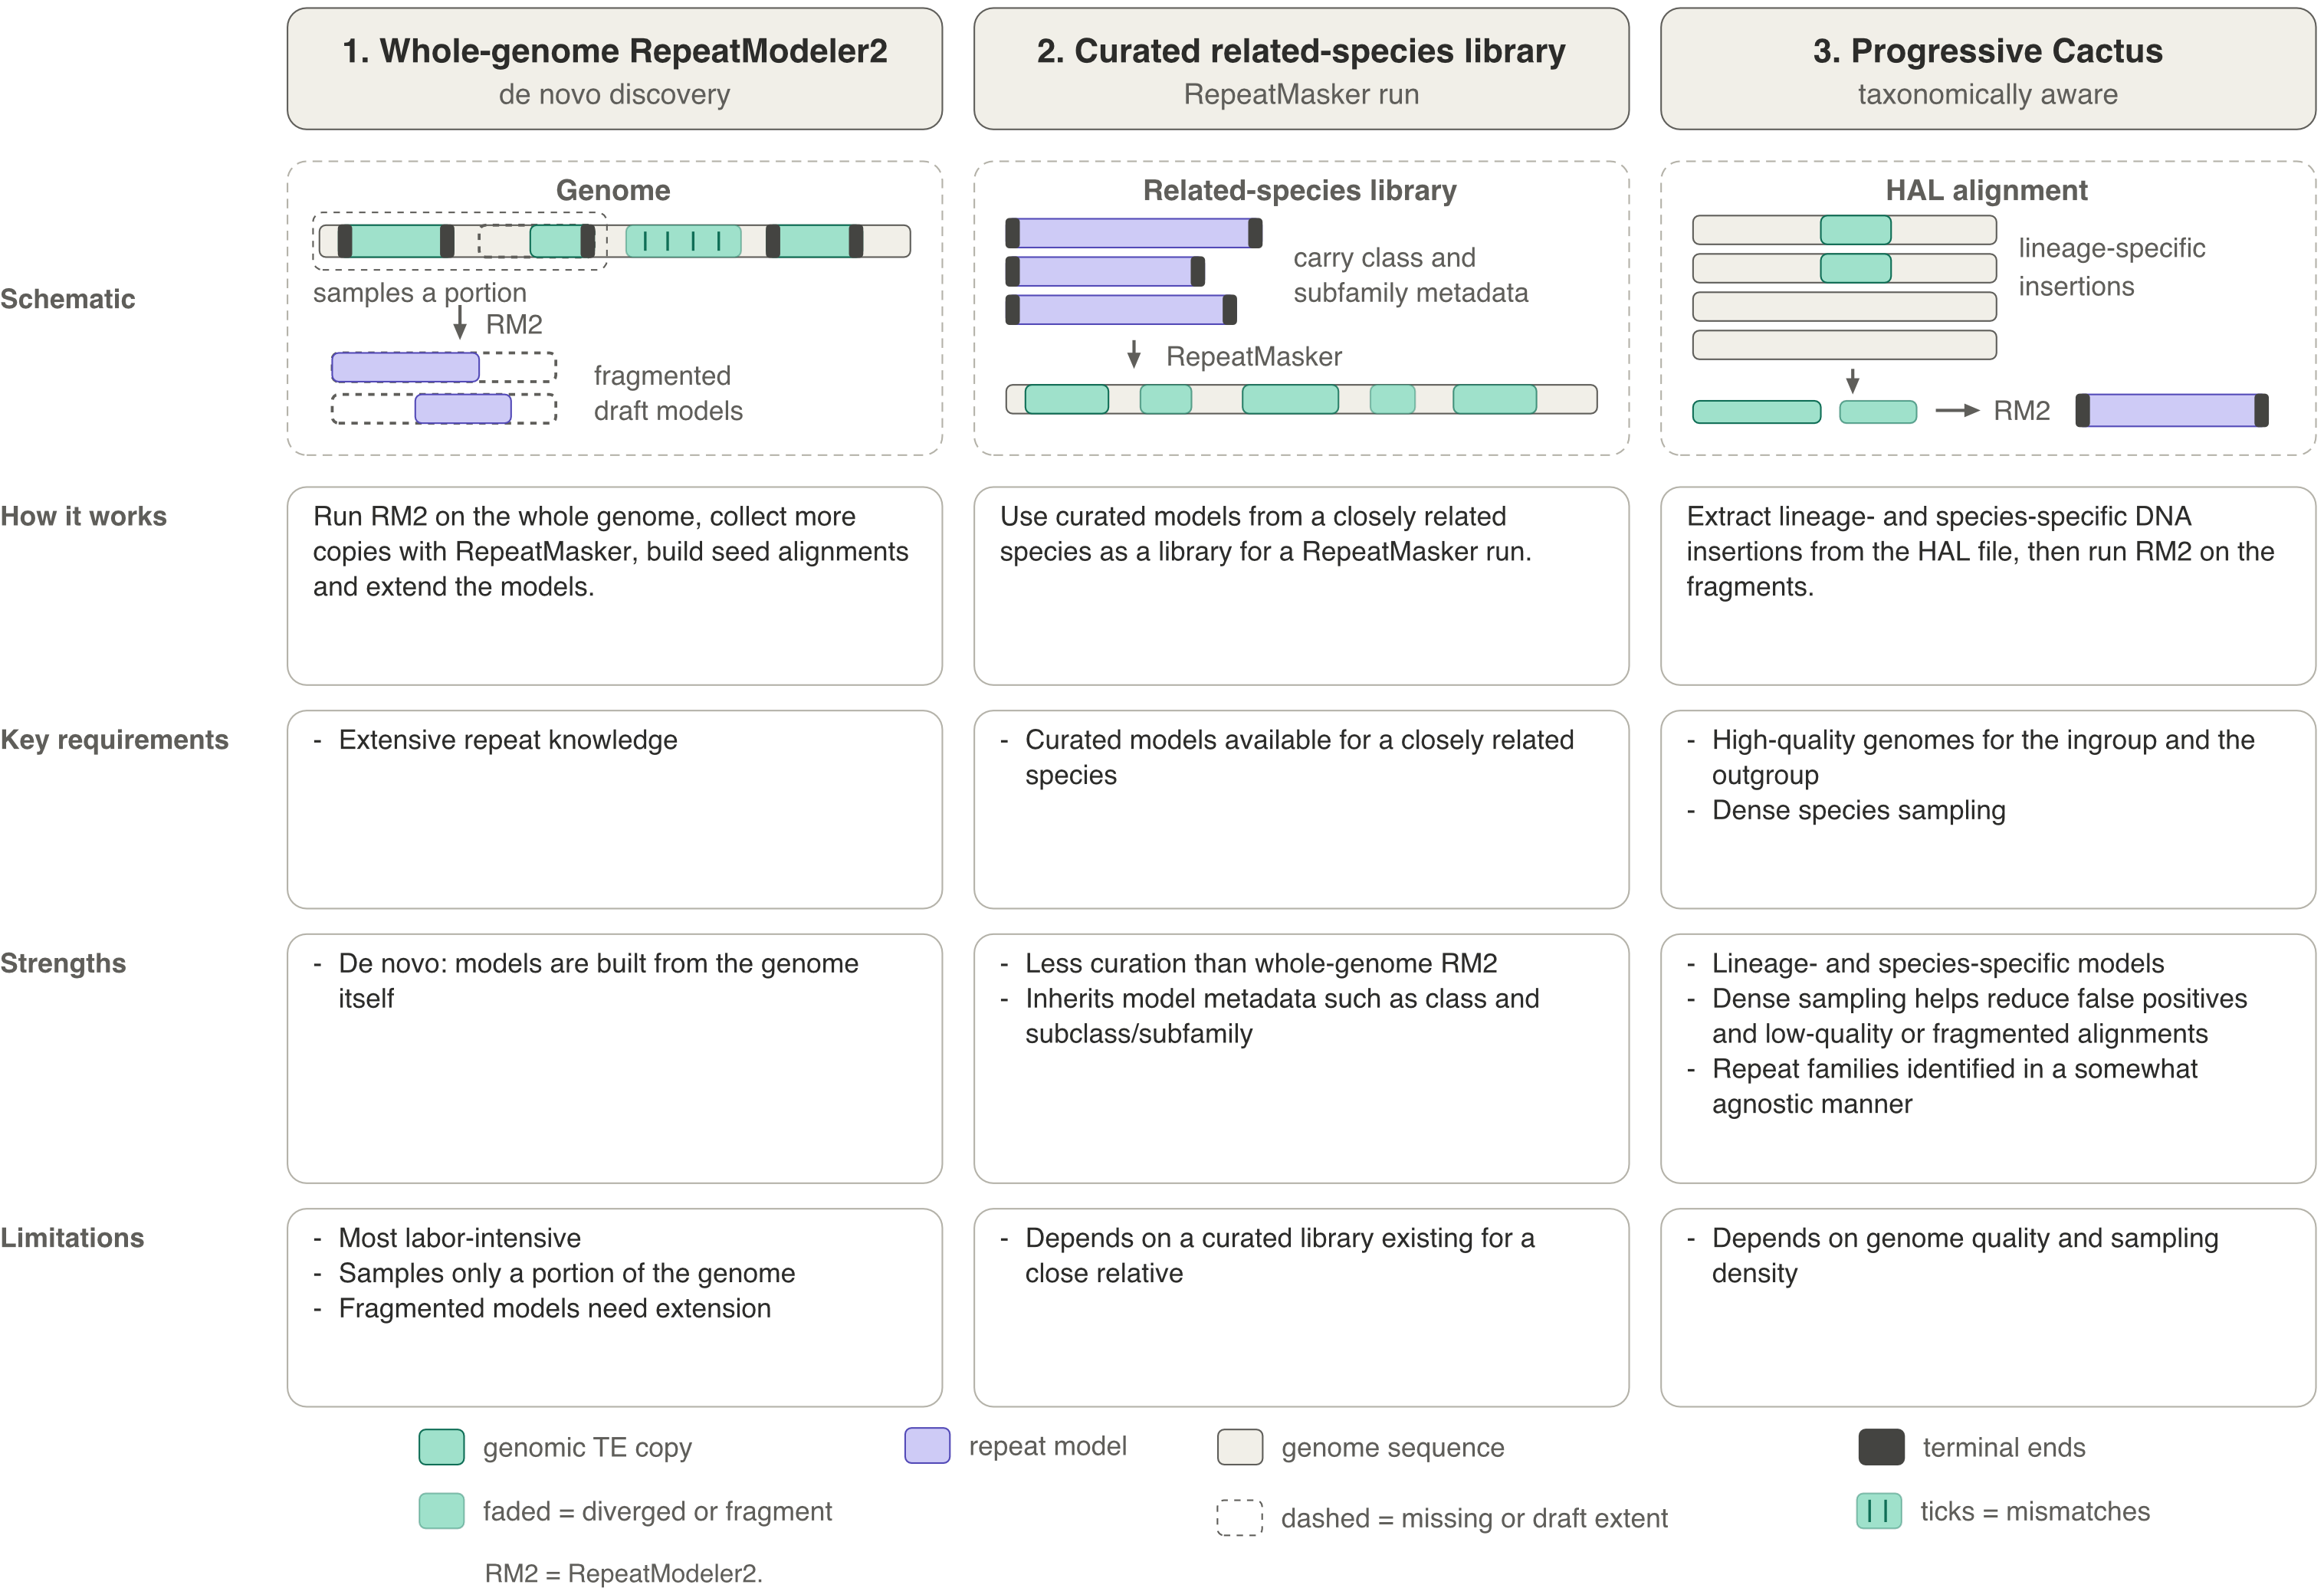 1. Whole-genome RepeatModeler2
de novo discovery
2. Curated related-species library
RepeatMasker run
3. Progressive Cactus
taxonomically aware
Schematic
Genome
samples a portion
RM2
fragmented
draft models
Related-species library
carry class and
subfamily metadata
RepeatMasker
HAL alignment
lineage-specific
insertions
RM2
How it works
Run RM2 on the whole genome, collect more
copies with RepeatMasker, build seed alignments
and extend the models.
Use curated models from a closely related
species as a library for a RepeatMasker run.
Extract lineage- and species-specific DNA
insertions from the HAL file, then run RM2 on the
fragments.
Key requirements
- Extensive repeat knowledge
- Curated models available for a closely related
species
- High-quality genomes for the ingroup and the
outgroup
- Dense species sampling
Strengths
- De novo: models are built from the genome
itself
- Less curation than whole-genome RM2
- Inherits model metadata such as class and
subclass/subfamily
- Lineage- and species-specific models
- Dense sampling helps reduce false positives
and low-quality or fragmented alignments
- Repeat families identified in a somewhat
agnostic manner
Limitations
- Most labor-intensive
- Samples only a portion of the genome
- Fragmented models need extension
- Depends on a curated library existing for a
close relative
- Depends on genome quality and sampling
density
genomic TE copy
repeat model
genome sequence
terminal ends
faded = diverged or fragment
dashed = missing or draft extent
ticks = mismatches
RM2 = RepeatModeler2.